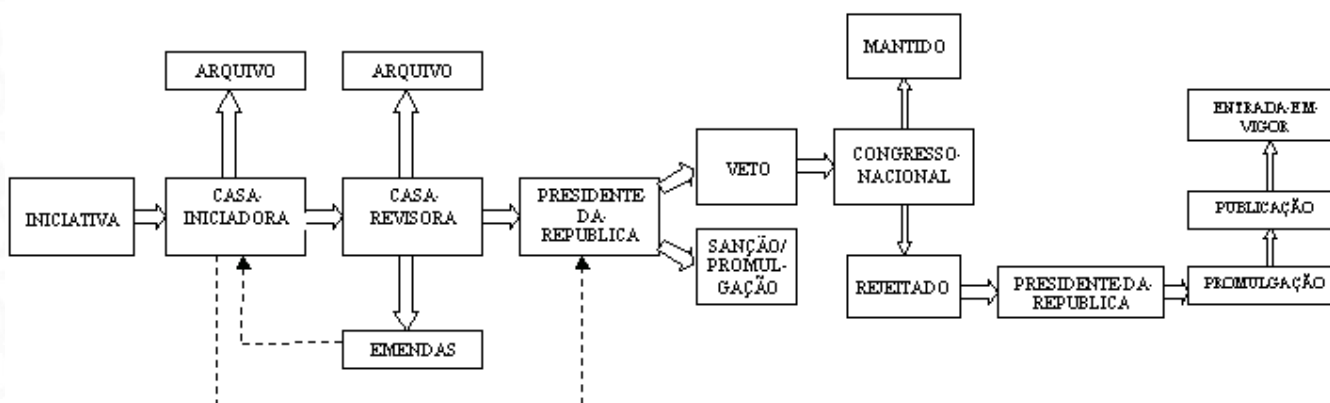 INICIATIVA
ARQUIVO
CASA-
INICIADORA
ARQUIVO
CASA-
REVISORA
EMENDAS
PRESIDENTE
DA-
REPUBLICA
VETO
SANÇÃO/
PROMUL-
GAÇÃO
MANTIDO
CONGRESSO-
NACIONAL
REJEITADO
PRESIDENTE-DA-
REPUBLICA
PROMULGAÇÃO
PUBLICAÇÃO
ENTRADA-EM-
VIGOR